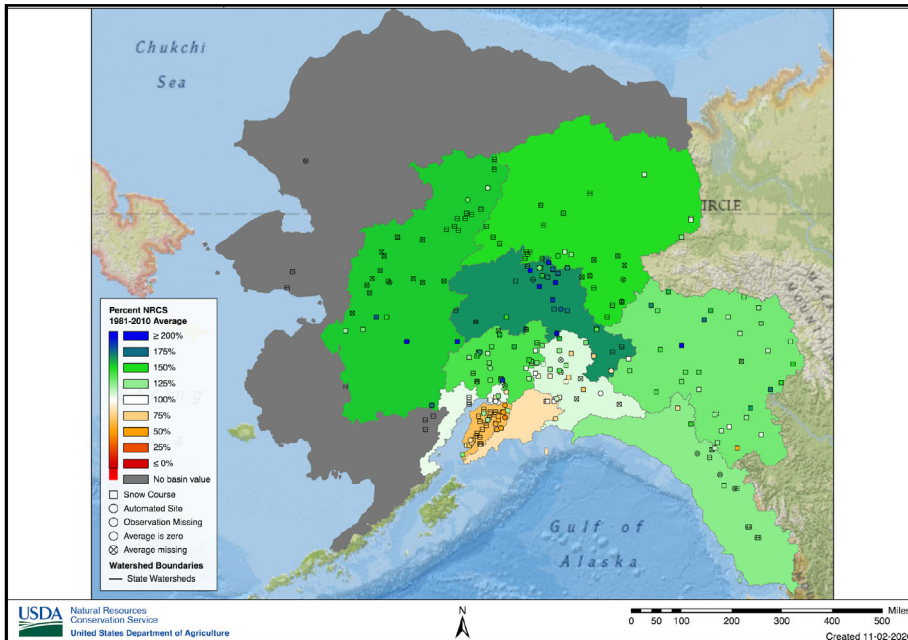 Chukchi
Sea
IRCLE
Percent NRCS
1981-2010 Average
≥ 200%
175%
150%
125%
100%
75%
50%
25%
≤ 0%
No basin value
Snow Course
Automated Site
Observation Missing
Average is zero
Average missing
Watershed Boundaries
State Watersheds
Gulf of
Alaska
USDA
Natural Resources
Conservation Service
United States Department of Agriculture
N
Miles
0 50 100 200 300 400 500
Created 11-02-202